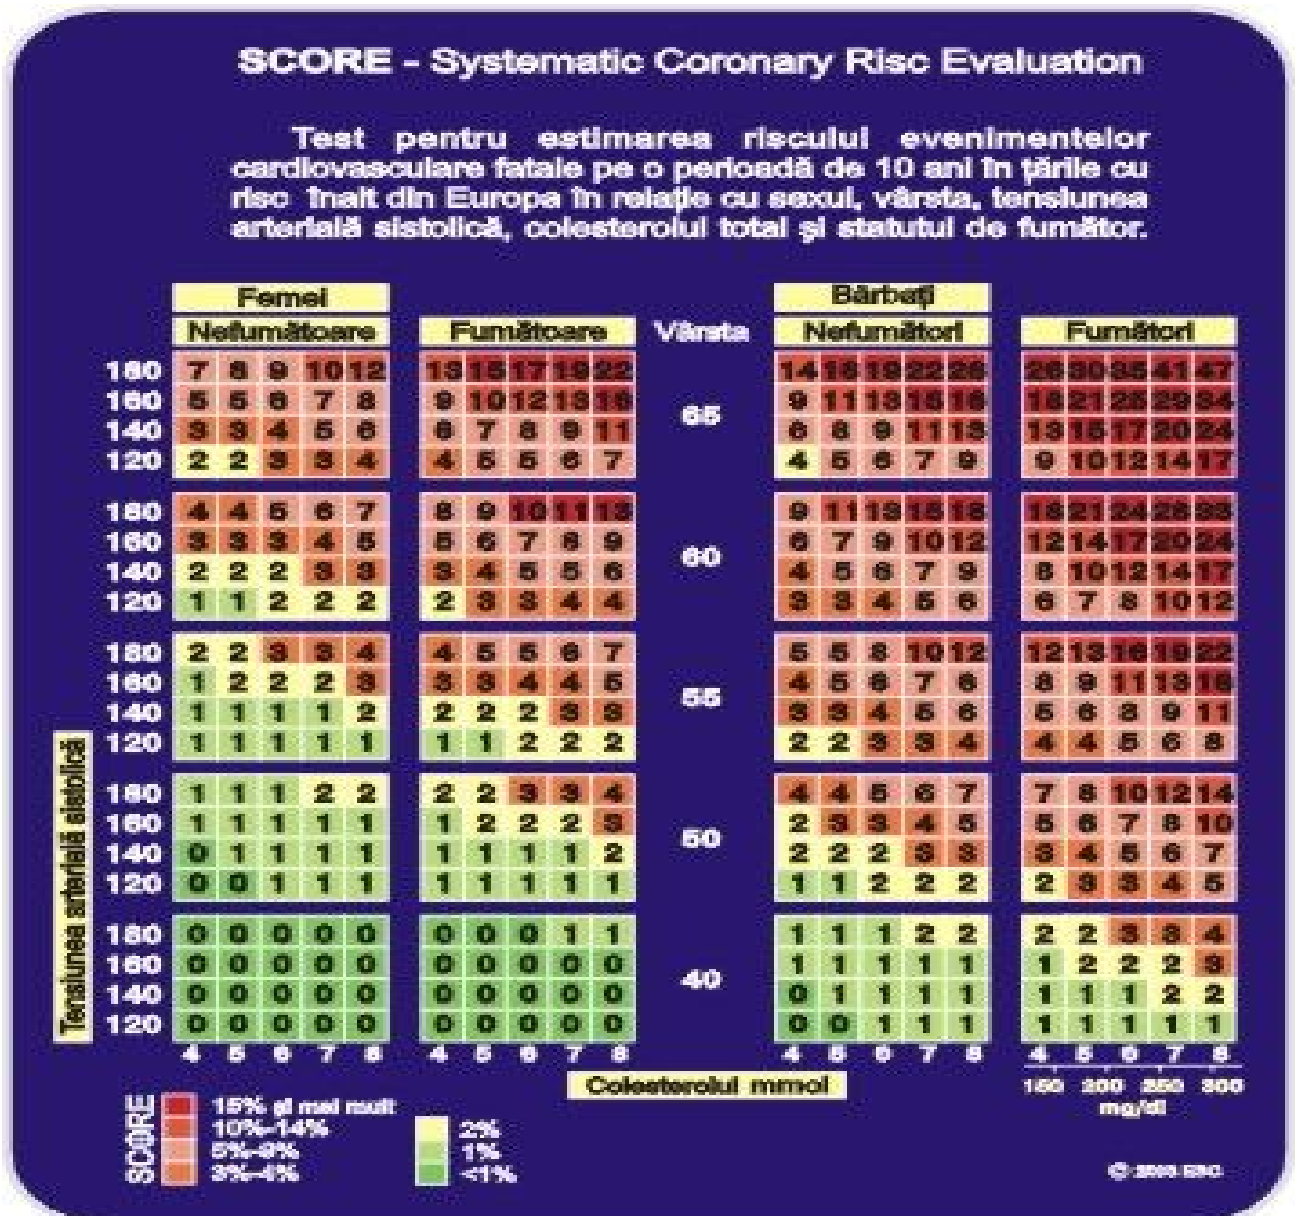 SCORE - Systematic Coronary Risc Evaluation
Test pentru estimarea riscului evenimentelor
cardiovasculare fatale pe o perioadă de 10 ani în țările cu
risc înalt din Europa în relație cu sexul, vârsta, tensiunea
arterială sistolică, colesterolul total și statutul de fumător.
Femei Bărbați
Nefumătoare Fumătoare Vârsta Nefumători Fumători
180 7 8 9 10 12 13 15 17 19 22 14 16 19 22 26 26 30 35 41 47
160 5 5 6 7 8 9 10 12 13 16 9 11 13 15 16 18 21 25 29 34
65
140 3 3 4 5 6 6 7 8 9 11 6 8 9 11 13 13 15 17 20 24
120 2 2 3 3 4 4 5 5 6 7 4 5 6 7 9 9 10 12 14 17
180 4 4 5 6 7 8 9 10 11 13 9 11 13 15 18 18 21 24 28 33
160 3 3 3 4 5 5 6 7 8 9 6 7 9 10 12 12 14 17 20 24
60
140 2 2 2 3 3 3 4 5 5 6 4 5 6 7 9 8 10 12 14 17
120 1 1 2 2 2 2 3 3 4 4 3 3 4 5 6 6 7 8 10 12
180 2 2 3 3 4 4 5 5 6 7 5 5 8 10 12 12 13 16 19 22
160 1 2 2 2 3 3 3 4 4 5 4 5 6 7 8 8 9 11 13 16
55
140 1 1 1 1 2 2 2 2 3 3 3 3 4 5 6 5 6 8 9 11
120 1 1 1 1 1 1 1 2 2 2 2 2 3 3 4 4 4 5 6 8
180 1 1 1 2 2 2 2 3 3 4 4 4 5 6 7 7 8 10 12 14
160 1 1 1 1 1 1 2 2 2 3 2 3 3 4 5 5 6 7 8 10
50
140 0 1 1 1 1 1 1 1 1 2 2 2 2 3 3 3 4 5 6 7
120 0 0 1 1 1 1 1 1 1 1 1 1 2 2 2 2 3 3 4 5
180 0 0 0 0 0 0 0 0 1 1 1 1 1 2 2 2 2 3 3 4
160 0 0 0 0 0 0 0 0 0 0 1 1 1 1 1 1 2 2 2 3
40
140 0 0 0 0 0 0 0 0 0 0 0 1 1 1 1 1 1 1 2 2
120 0 0 0 0 0 0 0 0 0 0 0 0 1 1 1 1 1 1 1 1
4 5 6 7 8 4 5 6 7 8 4 5 6 7 8 4 5 6 7 8
Tensiunea arterială sistolică
Colesterolul mmol
150 200 250 300
mg/dl
SCORE
15% și mai mult
10%-14%
5%-9%
3%-4%
2%
1%
<1%